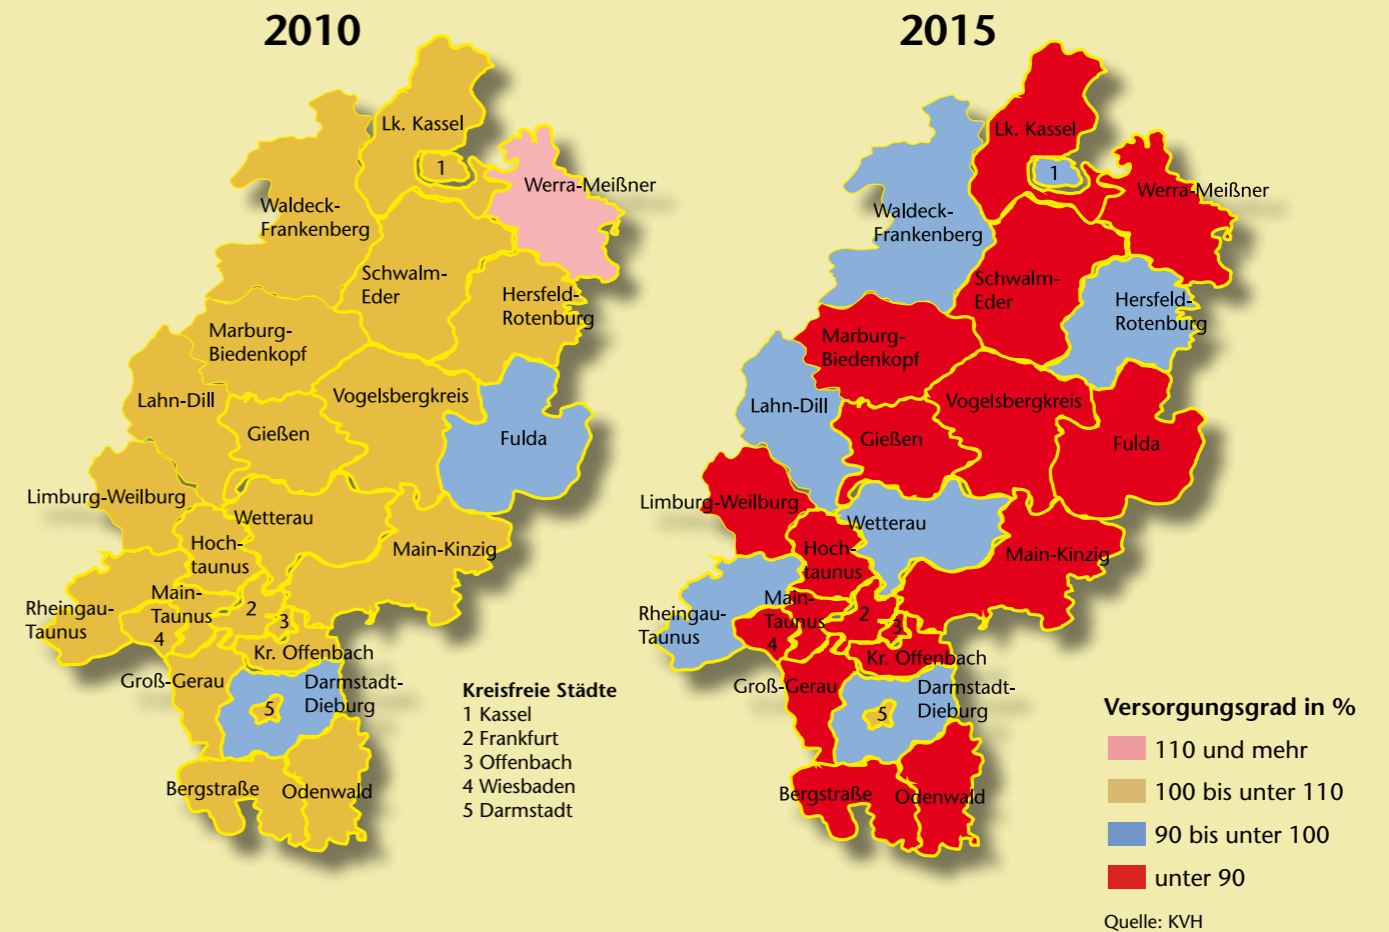 2010
Lk. Kassel
1
Werra-Meißner
Waldeck-
Frankenberg
Schwalm-
Eder
Hersfeld-
Rotenburg
Marburg-
Biedenkopf
Lahn-Dill
Vogelsbergkreis
Gießen
Fulda
Limburg-Weilburg
Wetterau
Hoch-
taunus
Main-Kinzig
Main-
Taunus
Rheingau-
Taunus
2
3
4
Kr. Offenbach
Groß-Gerau
Darmstadt-
Dieburg
5
Bergstraße
Odenwald
Kreisfreie Städte
1 Kassel
2 Frankfurt
3 Offenbach
4 Wiesbaden
5 Darmstadt
2015
Lk. Kassel
1
Werra-Meißner
Waldeck-
Frankenberg
Schwalm-
Eder
Hersfeld-
Rotenburg
Marburg-
Biedenkopf
Lahn-Dill
Vogelsbergkreis
Gießen
Fulda
Limburg-Weilburg
Wetterau
Hoch-
taunus
Main-Kinzig
Main-
Taunus
Rheingau-
Taunus
2
3
4
Kr. Offenbach
Groß-Gerau
Darmstadt-
Dieburg
5
Bergstraße
Odenwald
Versorgungsgrad in %
110 und mehr
100 bis unter 110
90 bis unter 100
unter 90
Quelle: KVH